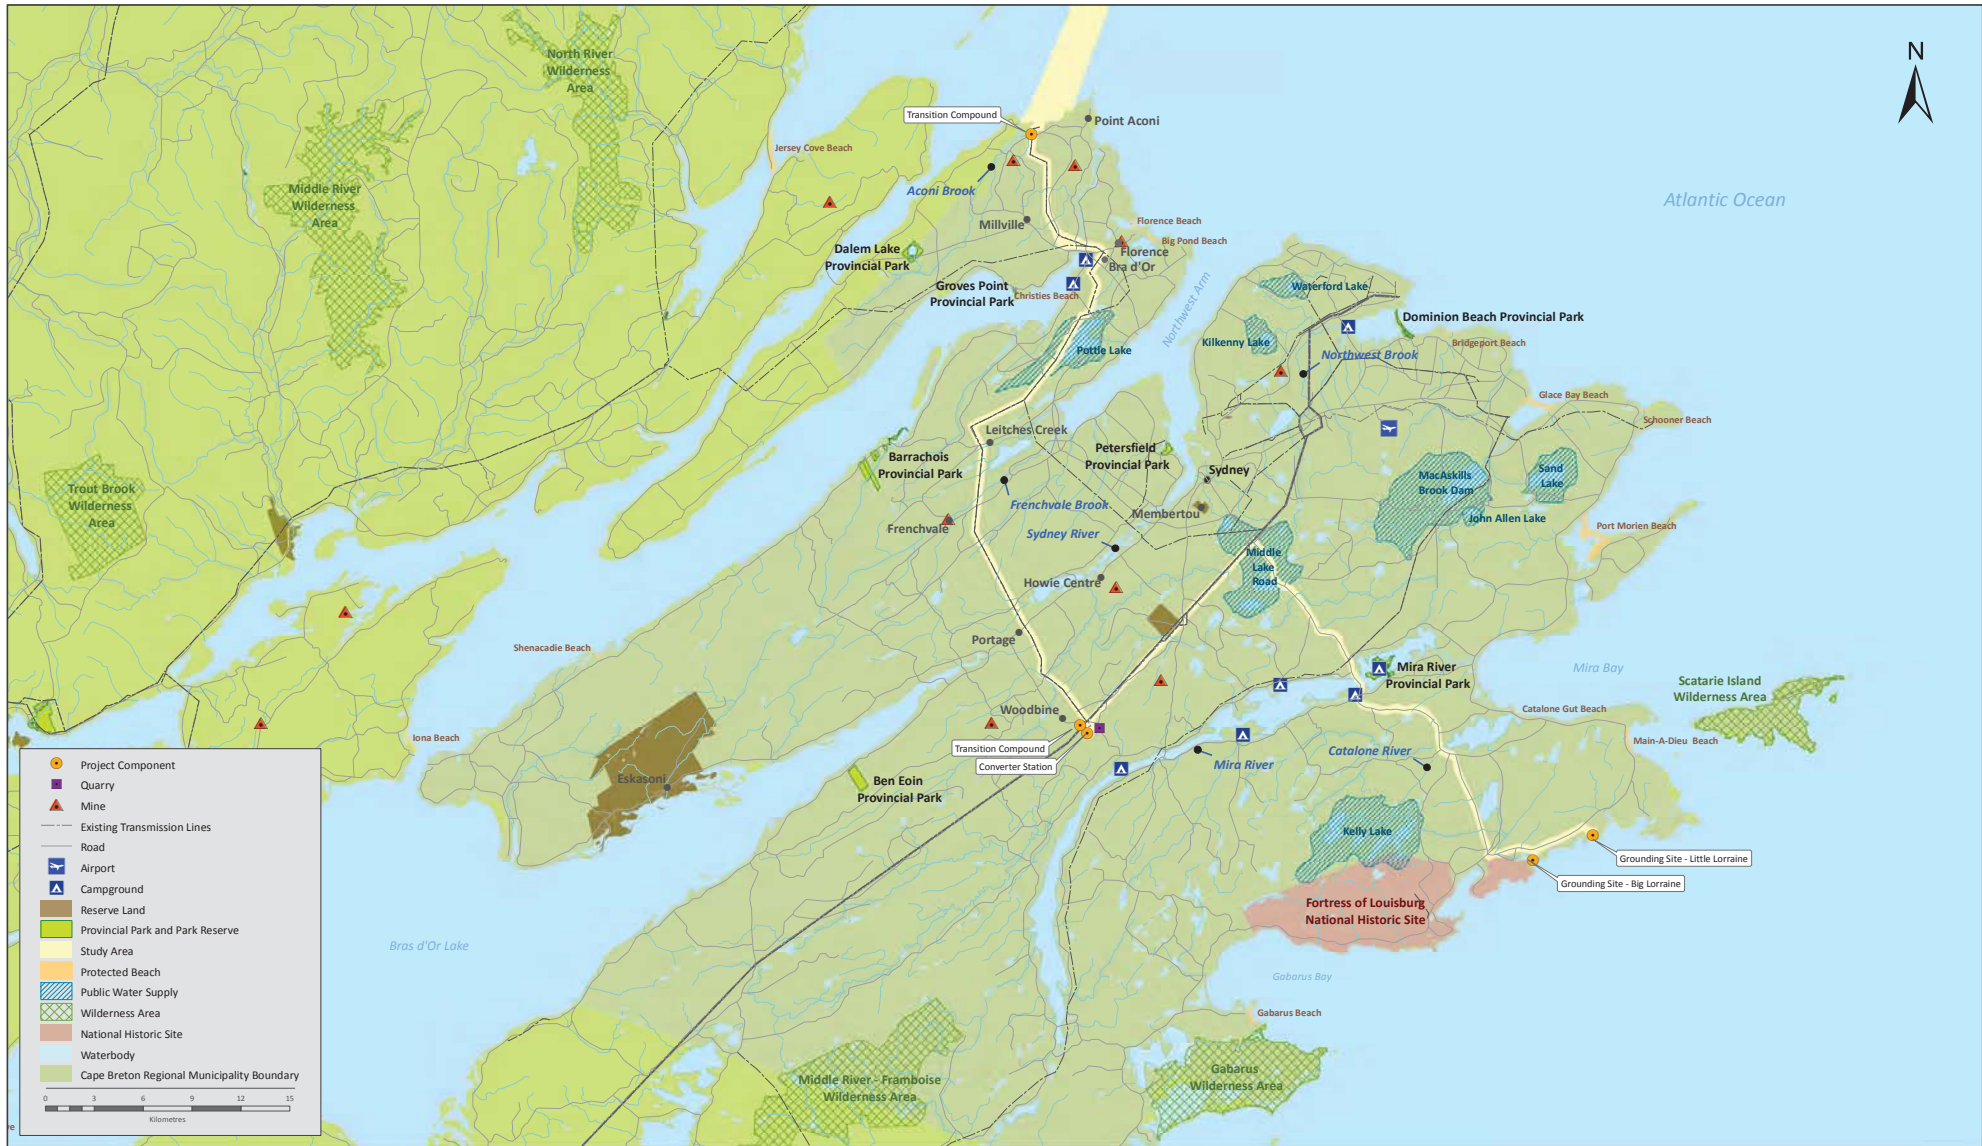 N
North River
Wilderness
Area
Transition Compound
Point Aconi
Jersey Cove Beach
Aconi Brook
Middle River
Wilderness
Area
Atlantic Ocean
Millville
Florence Beach
Big Pond Beach
Dalem Lake
Provincial Park
Florence
Bra d'Or
Groves Point
Provincial Park
Christies Beach
Northwest Arm
Waterford Lake
Dominion Beach Provincial Park
Kilkenny Lake
Bridgeport Beach
Pottle Lake
Northwest Brook
Glace Bay Beach
Schooner Beach
Leitches Creek
Barrachois
Provincial Park
Petersfield
Provincial Park
Sydney
MacAskills
Brook Dam
Sand
Lake
Trout Brook
Wilderness
Area
Frenchvale Brook
Membertou
John Allen Lake
Frenchvale
Sydney River
Port Morien Beach
Middle
Lake
Road
Howie Centre
Portage
Shenacadie Beach
Mira River
Provincial Park
Mira Bay
Scatarie Island
Wilderness Area
Woodbine
Catalone Gut Beach
Iona Beach
Transition Compound
Converter Station
Main-A-Dieu Beach
Catalone River
Mira River
Eskasoni
Ben Eoin
Provincial Park
Kelly Lake
Grounding Site - Little Lorraine
Grounding Site - Big Lorraine
Fortress of Louisburg
National Historic Site
Bras d'Or Lake
Gabarus Bay
Gabarus Beach
Gabarus
Wilderness Area
Middle River - Framboise
Wilderness Area
Project Component
Quarry
Mine
Existing Transmission Lines
Road
Airport
Campground
Reserve Land
Provincial Park and Park Reserve
Study Area
Protected Beach
Public Water Supply
Wilderness Area
National Historic Site
Waterbody
Cape Breton Regional Municipality Boundary
0 3 6 9 12 15
Kilometres